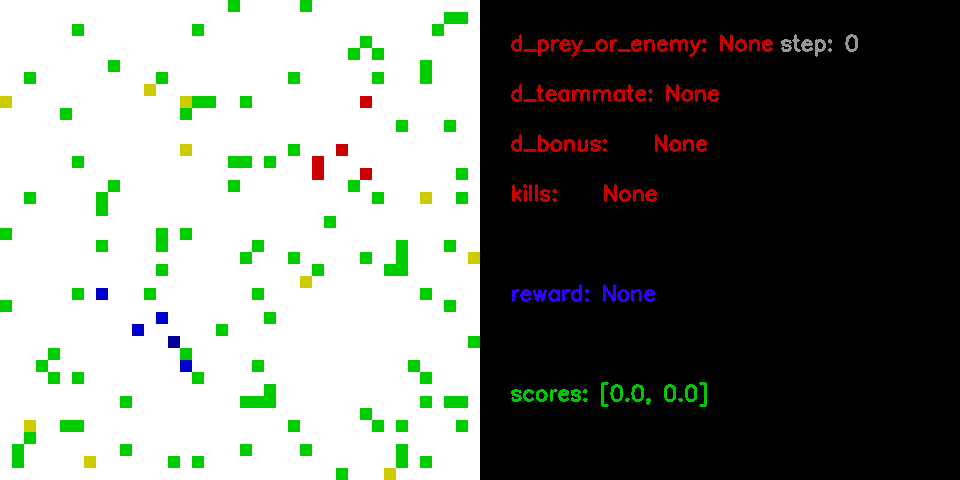 d_prey_or_enemy: None step: 0
d_teammate: None
d_bonus: None
kills: None
reward: None
scores: [0.0, 0.0]